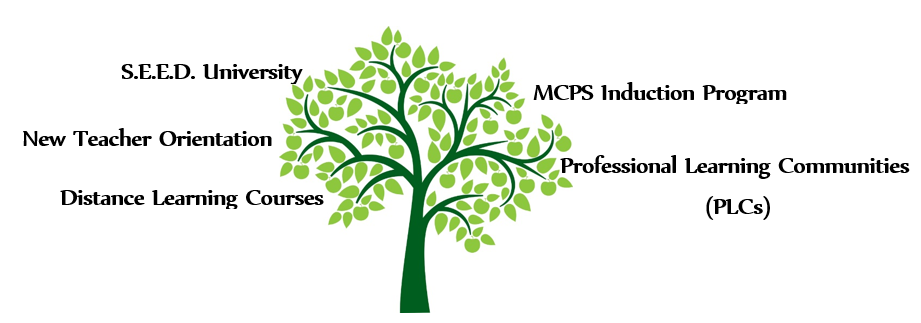 S.E.E.D. University
MCPS Induction Program
New Teacher Orientation
Professional Learning Communities
Distance Learning Courses
(PLCs)